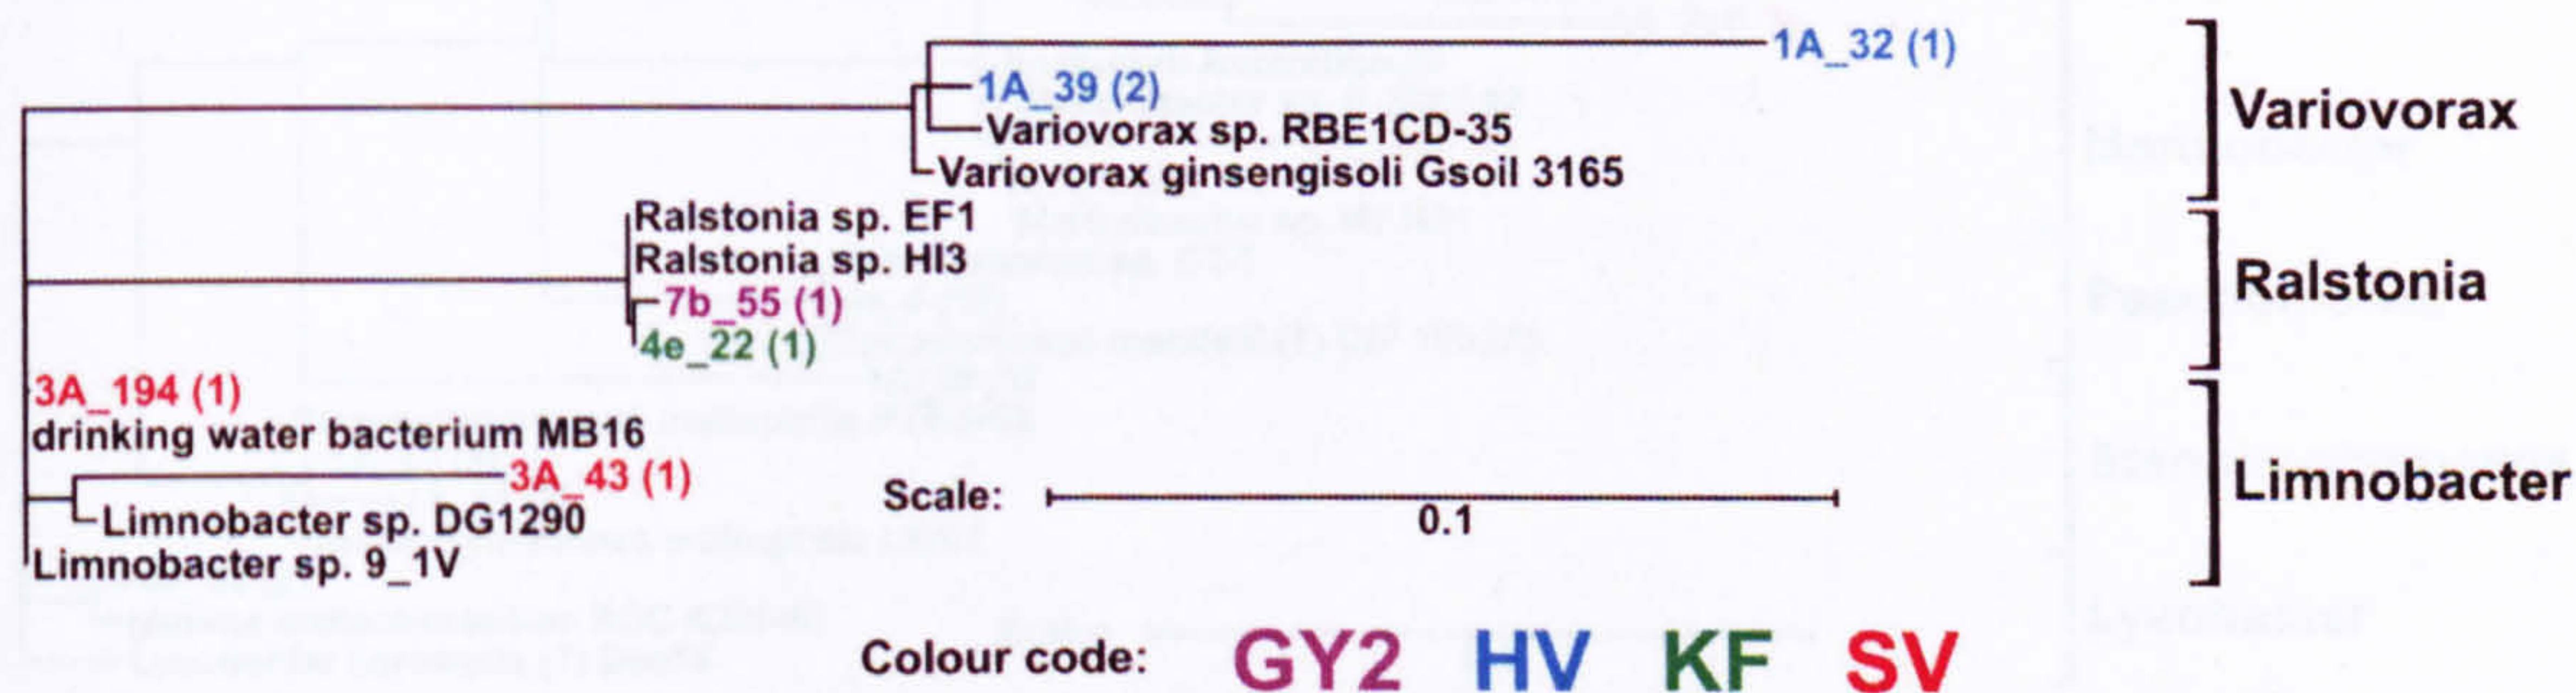 1A_32 (1)
1A_39 (2)
Variovorax sp. RBE1CD-35
Variovorax ginsengisoli Gsoil 3165
Variovorax
Ralstonia sp. EF1
Ralstonia sp. HI3
7b_55 (1)
4e_22 (1)
Ralstonia
3A_194 (1)
drinking water bacterium MB16
3A_43 (1)
Limnobacter sp. DG1290
Limnobacter sp. 9_1V
Limnobacter
Scale:
0.1
Colour code: GY2 HV KF SV